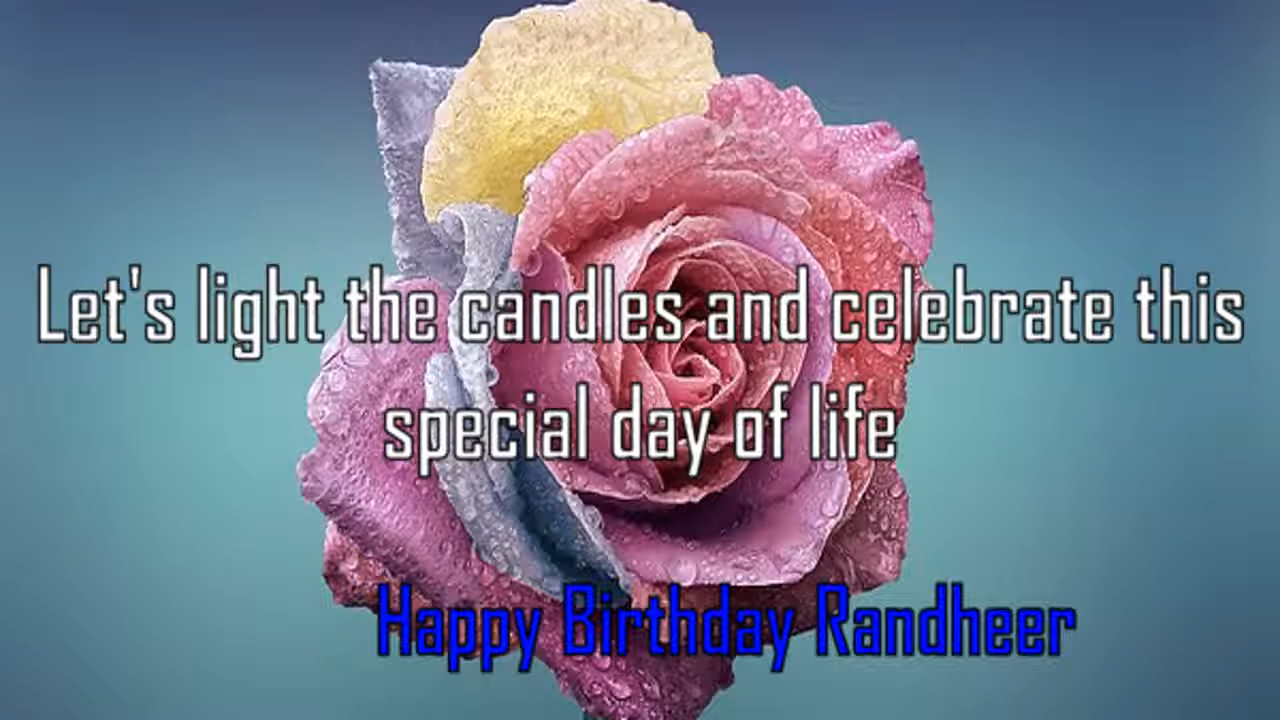 Let's light the candles and celebrate this
special day of life
Happy Birthday Randheer